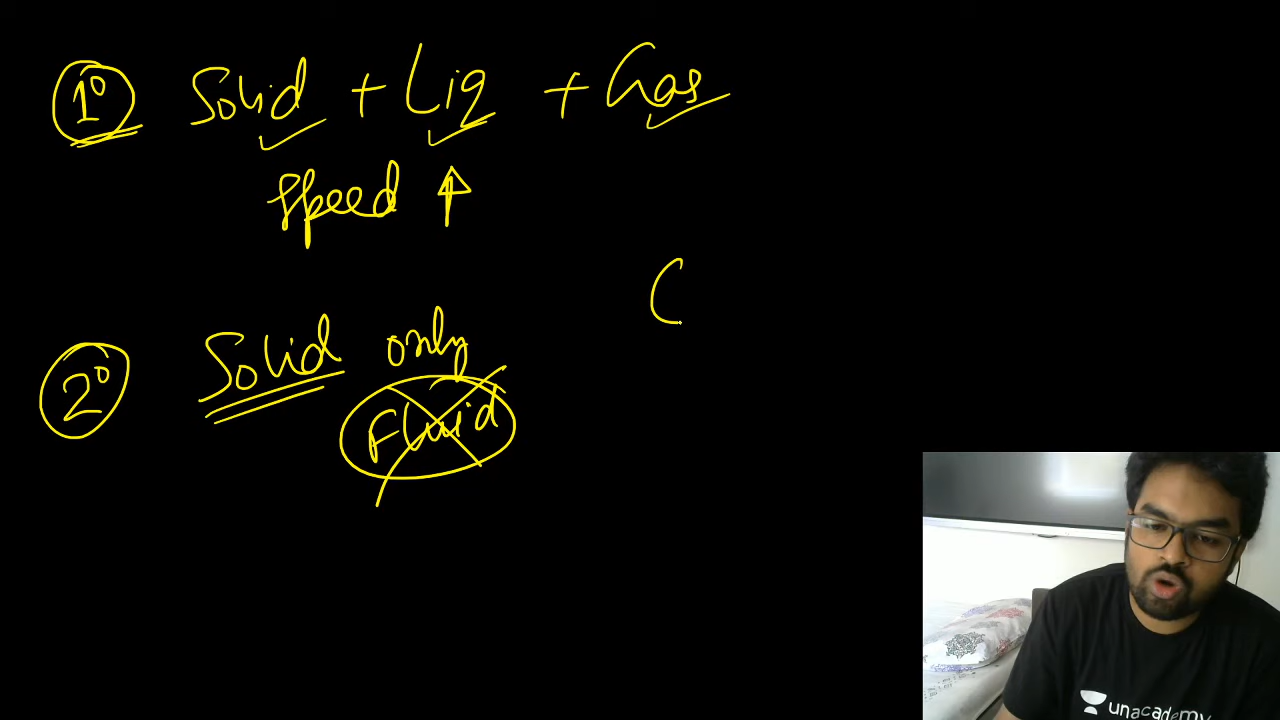 1° Solid + Liq + Gas
Speed ↑
(
2° Solid only
Fluid
unacademy